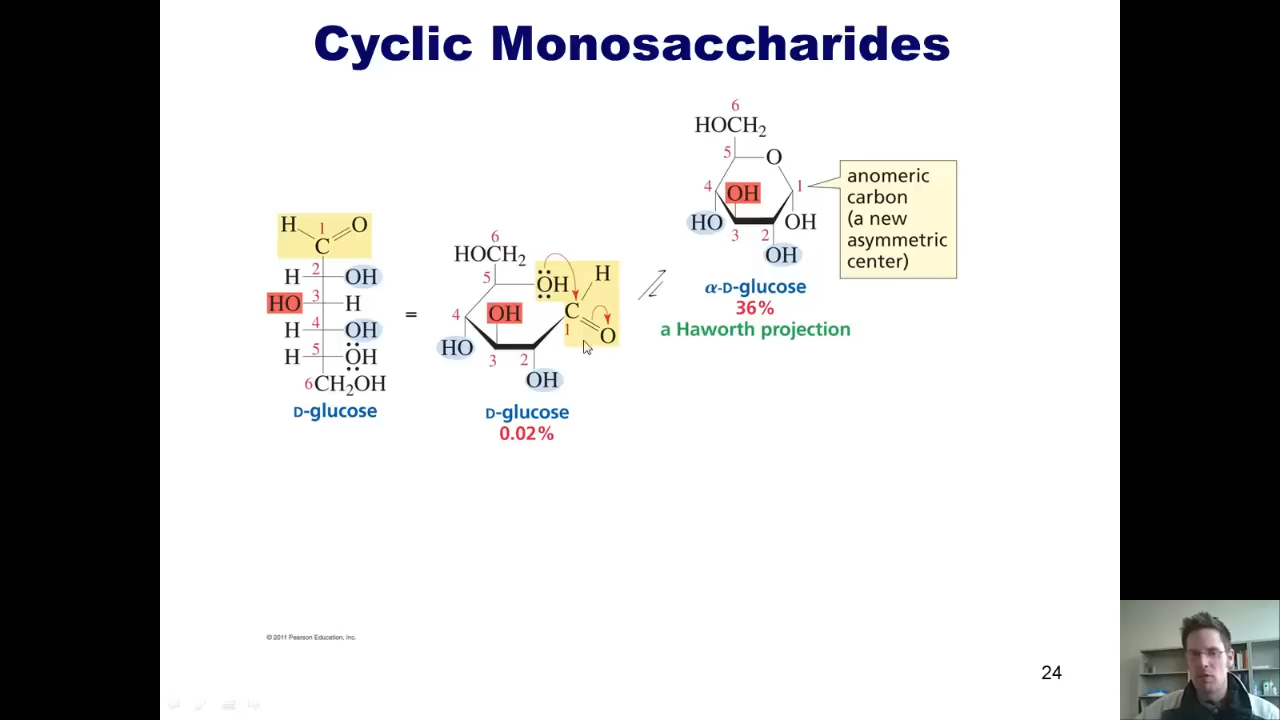 Cyclic Monosaccharides
H 1 O
C
H 2 OH
HO 3 H
H 4 OH
H 5 OH
6 CH2OH
D-glucose
=
6
HOCH2
5 OH H
4 OH C
1 O
HO 3 2
OH
D-glucose
0.02%
6
HOCH2
5 O
4 OH 1
HO 3 2 OH
OH
α-D-glucose
36%
a Haworth projection
anomeric
carbon
(a new
asymmetric
center)
© 2011 Pearson Education, Inc.
24